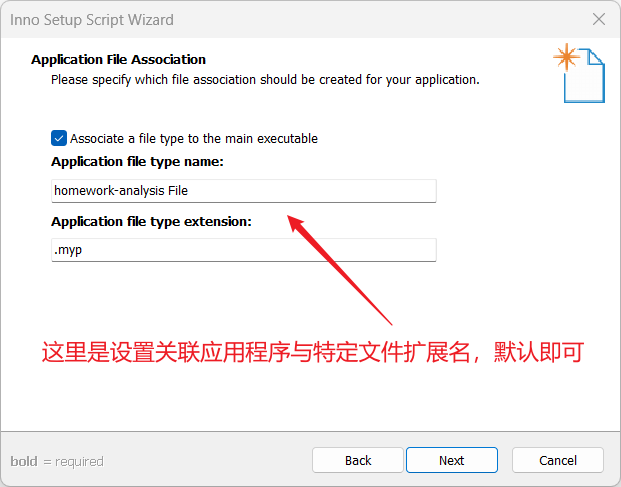 Inno Setup Script Wizard
Application File Association
Please specify which file association should be created for your application.
Associate a file type to the main executable
Application file type name:
homework-analysis File
Application file type extension:
.myp
这里是设置关联应用程序与特定文件扩展名，默认即可
bold = required
Back
Next
Cancel